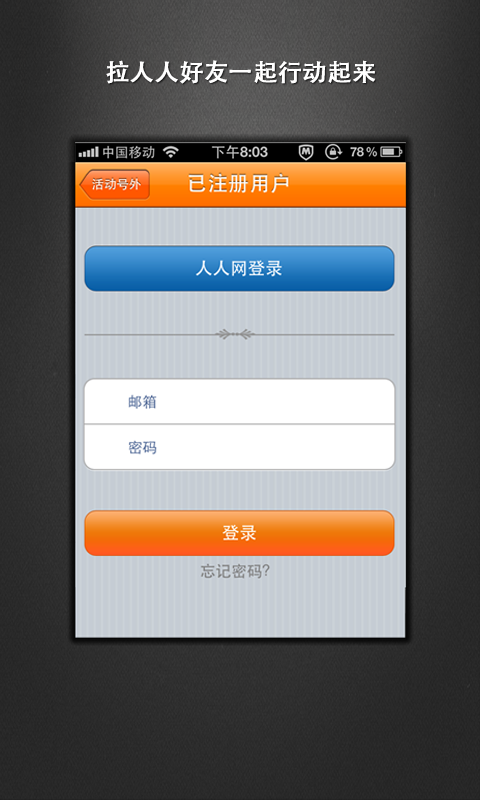 拉人人好友一起行动起来
中国移动 下午8:03 78%
活动号外 已注册用户
人人网登录
邮箱
密码
登录
忘记密码?